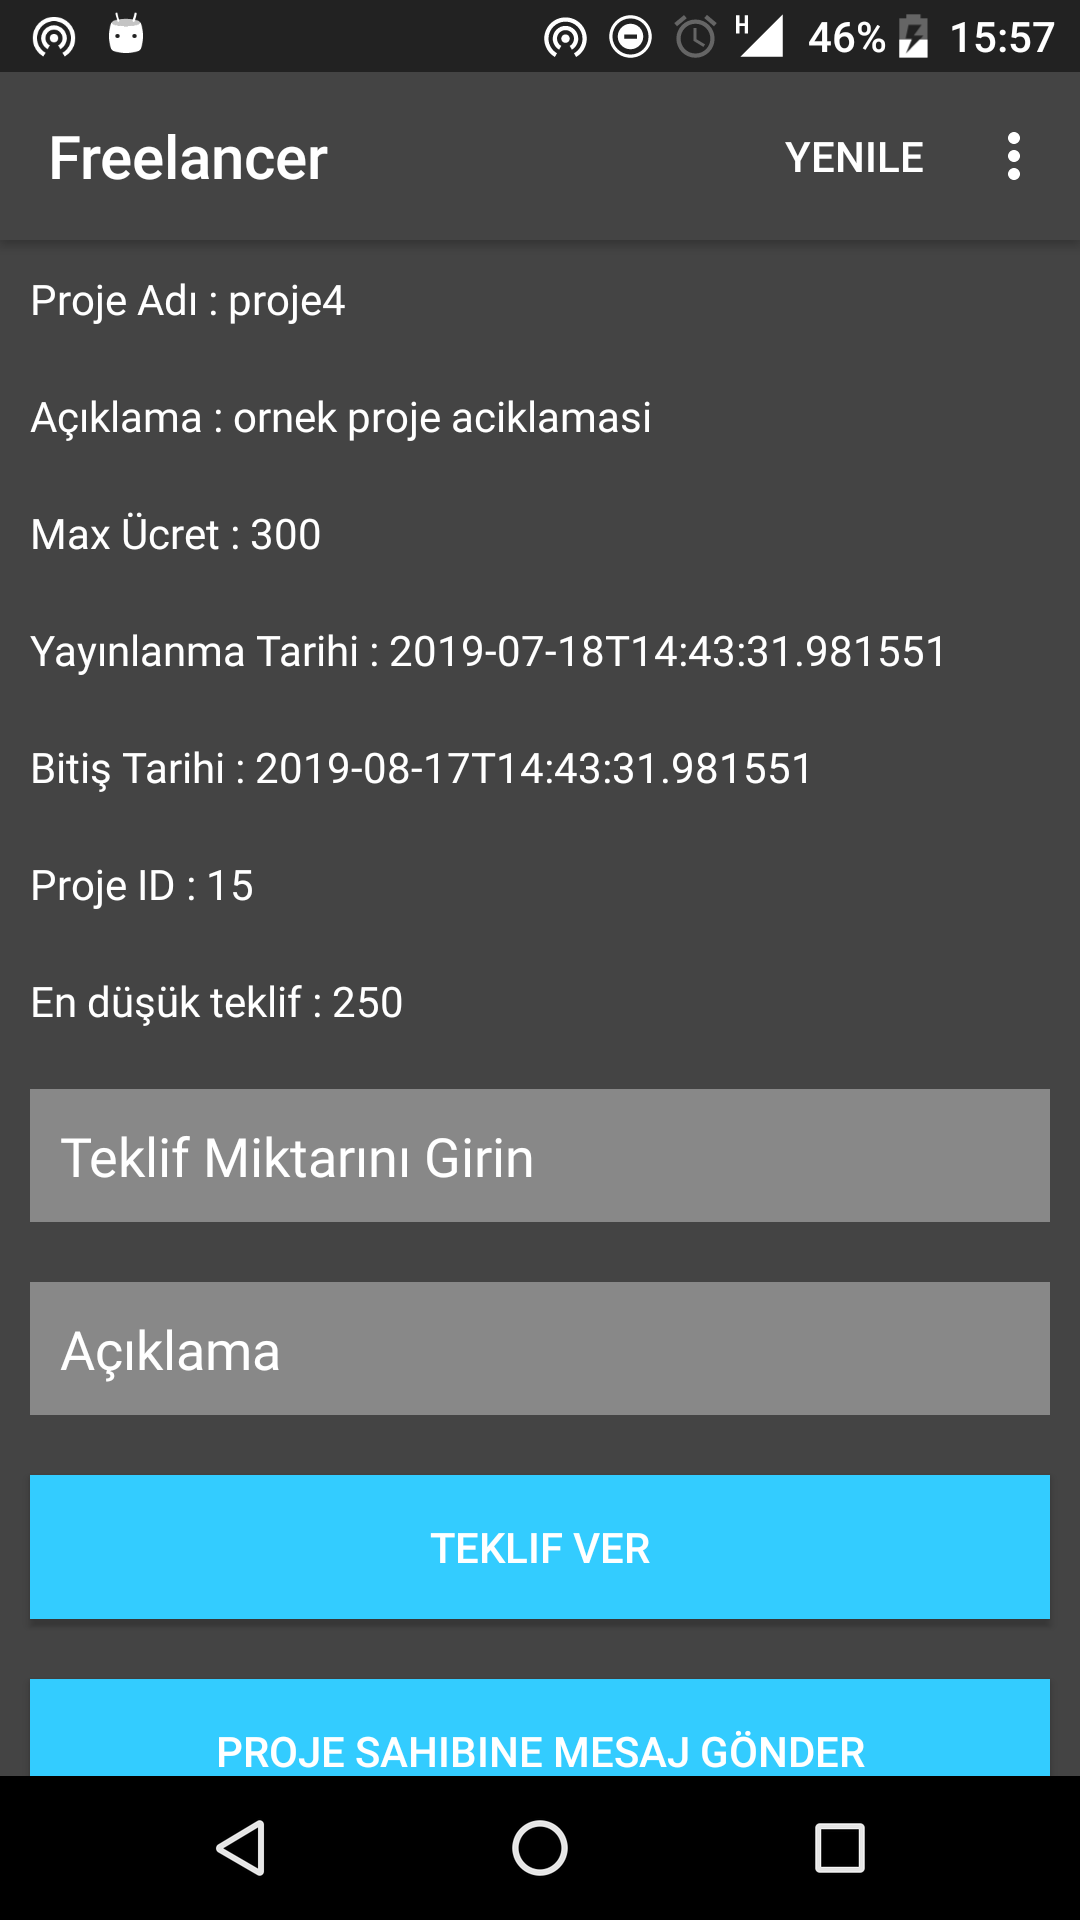 H 46% 15:57
Freelancer YENILE
Proje Adı : proje4
Açıklama : ornek proje aciklamasi
Max Ücret : 300
Yayınlanma Tarihi : 2019-07-18T14:43:31.981551
Bitiş Tarihi : 2019-08-17T14:43:31.981551
Proje ID : 15
En düşük teklif : 250
Teklif Miktarını Girin
Açıklama
TEKLIF VER
PROJE SAHIBINE MESAJ GÖNDER